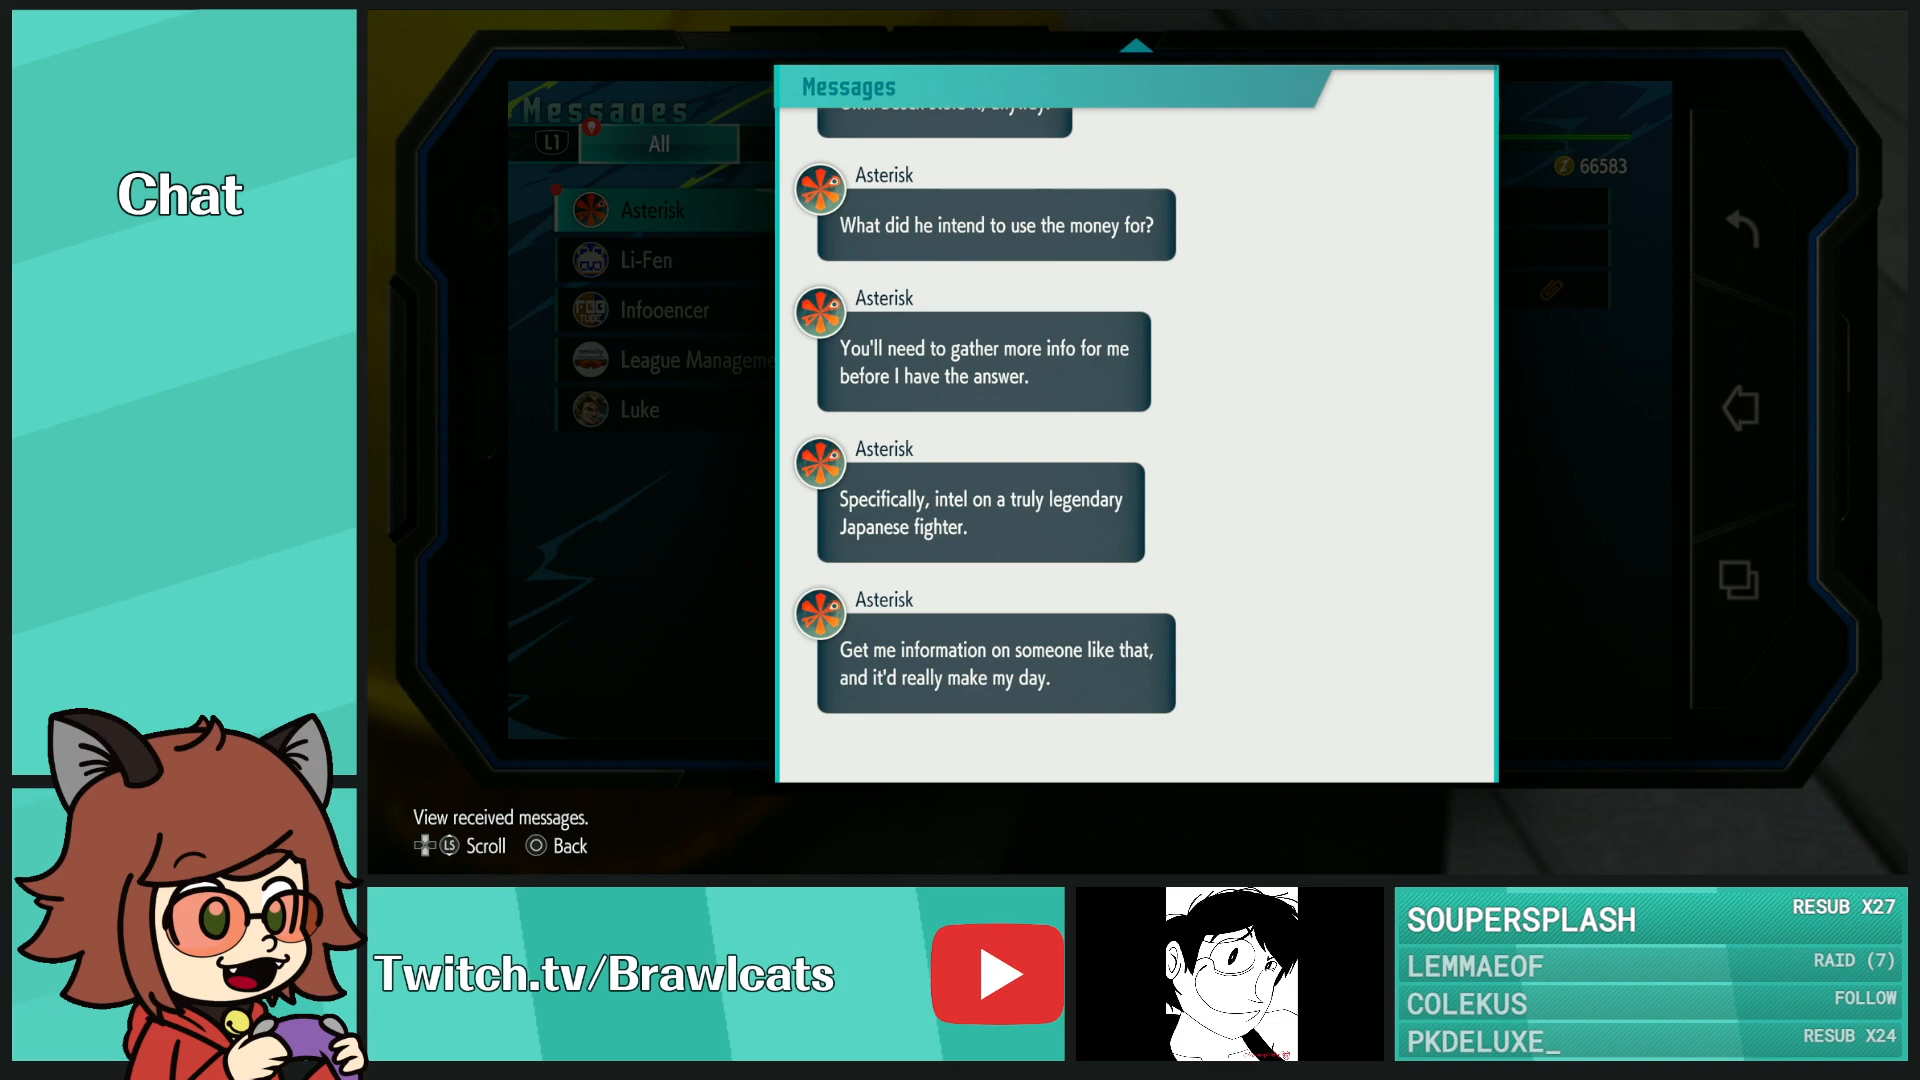 Chat
Messages
L1
All
Asterisk
Li-Fen
Infooencer
League Manageme
Luke
66583
Messages
Asterisk
What did he intend to use the money for?
Asterisk
You'll need to gather more info for me
before I have the answer.
Asterisk
Specifically, intel on a truly legendary
Japanese fighter.
Asterisk
Get me information on someone like that,
and it'd really make my day.
View received messages.
LS Scroll Back
Twitch.tv/Brawlcats
SOUPERSPLASH RESUB X27
LEMMAEOF RAID (7)
COLEKUS FOLLOW
PKDELUXE_ RESUB X24